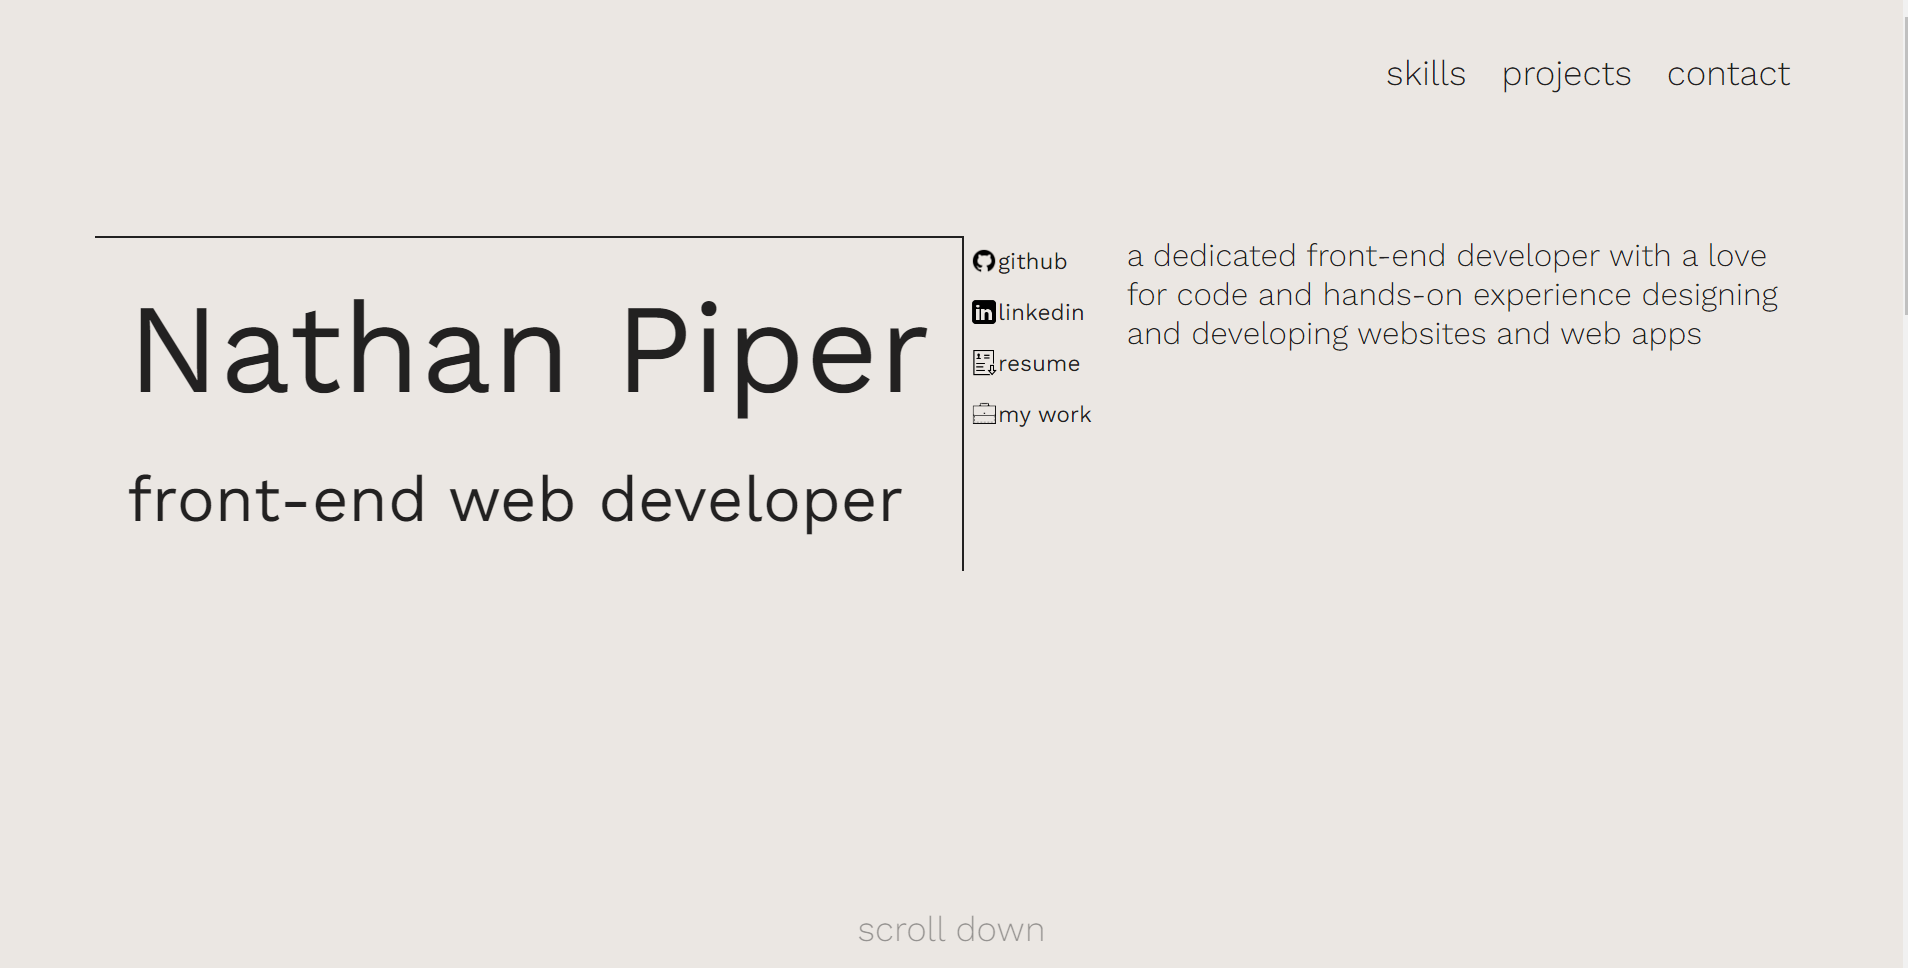 skills projects contact
Nathan Piper
front-end web developer
github
linkedin
resume
my work
a dedicated front-end developer with a love
for code and hands-on experience designing
and developing websites and web apps
scroll down